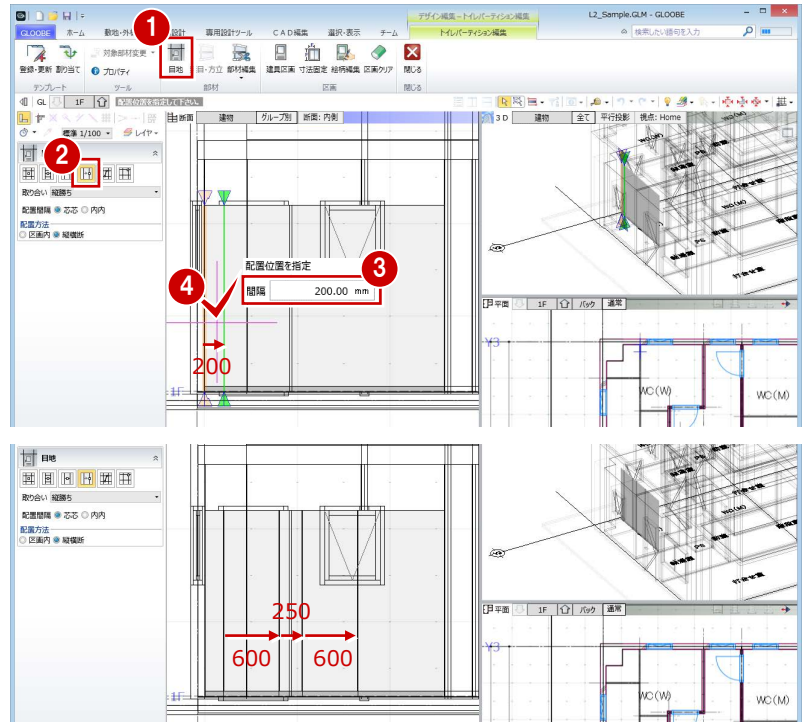 デザイン編集 - トイレパーティション編集
L2_Sample.GLM - GLOOBE
GLOOBE ホーム 敷地・外 設計 専用設計ツール CAD編集 選択・表示 チーム トイレパーティション編集 検索したい語句を入力 P
1
登録・更新 割り当て 対象部材変更 プロパティ 目地 目・方立 部材編集 建具区画 寸法固定 絵柄編集 区画クリア 閉じる
テンプレート ツール 部材 区画 閉じる
GL 1F 配置位置を指定して下さい。
標準 1/100 レイヤ
断面 建物 グループ別 断面: 内側
3D 建物 全て 平行投影 視点: Home
2
取り合い 縦勝ち
配置間隔 芯芯 内内
配置方法
区画内 縦横断
配置位置を指定
3
間隔 200.00 mm
4
200
1F
平面 1F バック 通常
Y3
WC(W)
WC(M)
目地
取り合い 縦勝ち
配置間隔 芯芯 内内
配置方法
区画内 縦横断
250
600 600
1F
PS
平面 1F バック 通常
Y3
WC(W)
WC(M)